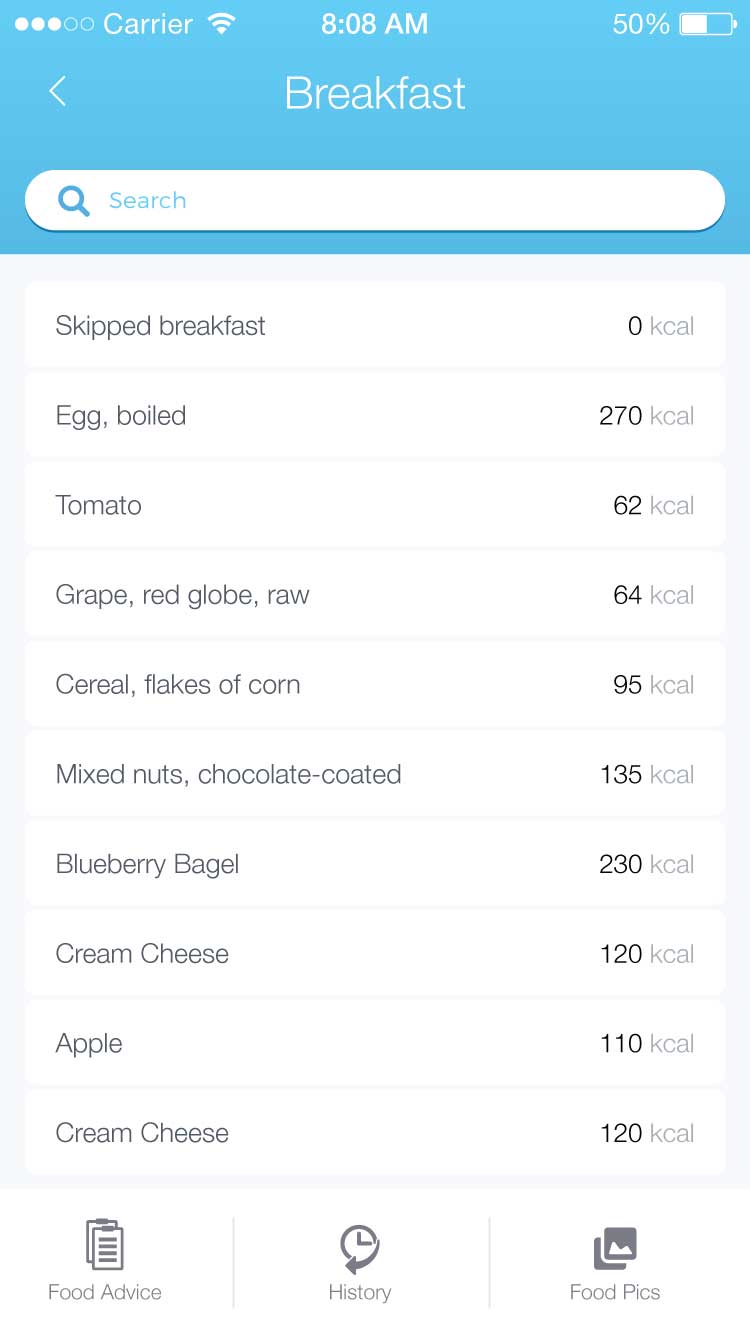 Carrier 8:08 AM 50%
Breakfast
Search
Skipped breakfast 0 kcal
Egg, boiled 270 kcal
Tomato 62 kcal
Grape, red globe, raw 64 kcal
Cereal, flakes of corn 95 kcal
Mixed nuts, chocolate-coated 135 kcal
Blueberry Bagel 230 kcal
Cream Cheese 120 kcal
Apple 110 kcal
Cream Cheese 120 kcal
Food Advice History Food Pics